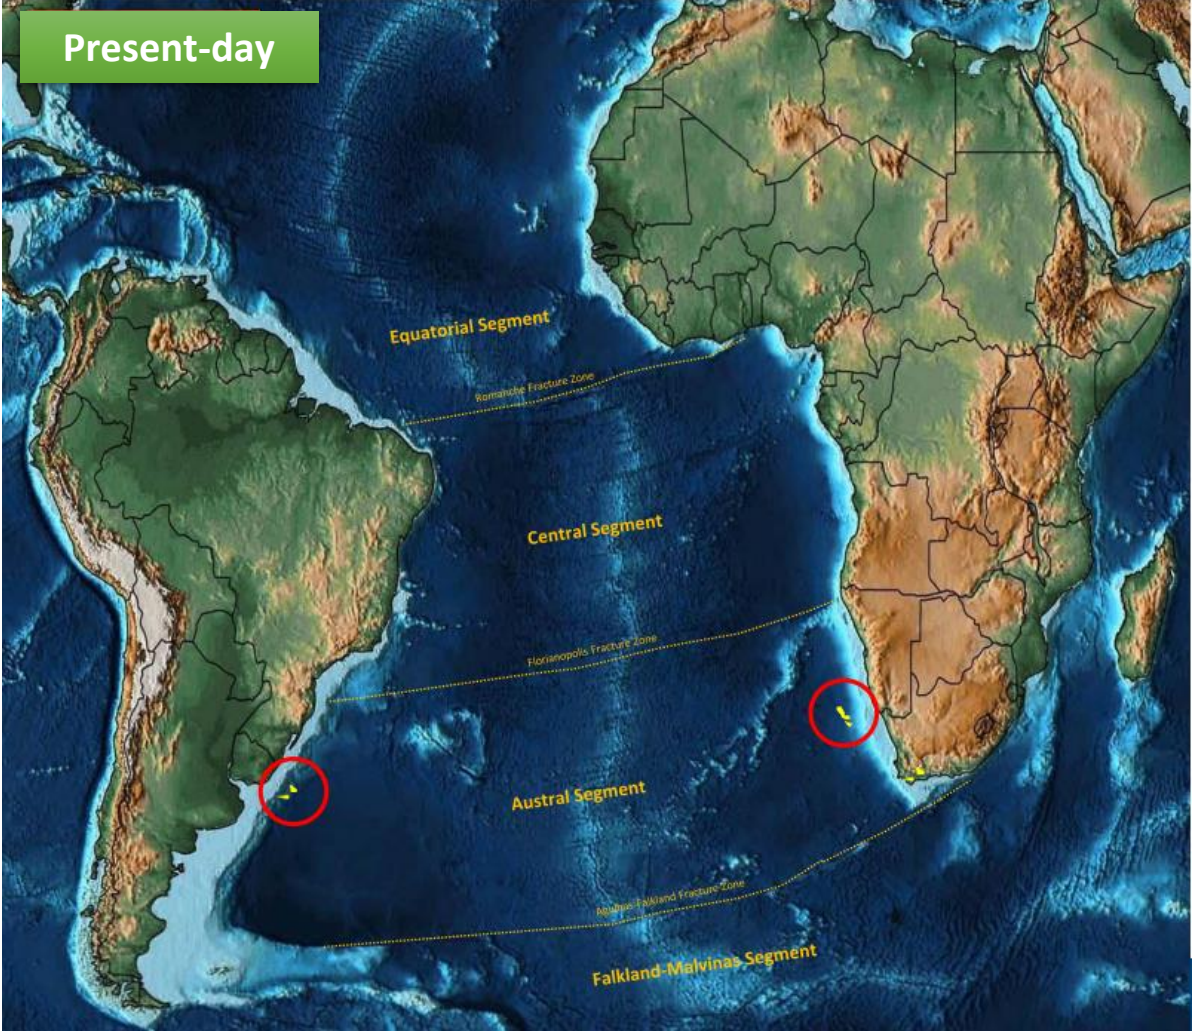 Present-day
Equatorial Segment
Romanche Fracture Zone
Central Segment
Florianopolis Fracture Zone
Austral Segment
Agulhas-Falkland Fracture Zone
Falkland-Malvinas Segment